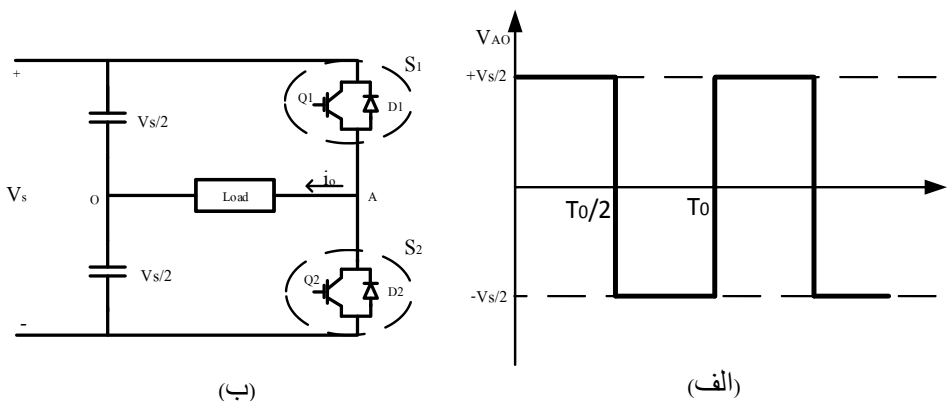 +
Vs
-
Vs/2
Vs/2
O
Load
io
A
S1
Q1
D1
S2
Q2
D2
(ب)
VAO
+Vs/2
T0/2
T0
-Vs/2
(الف)